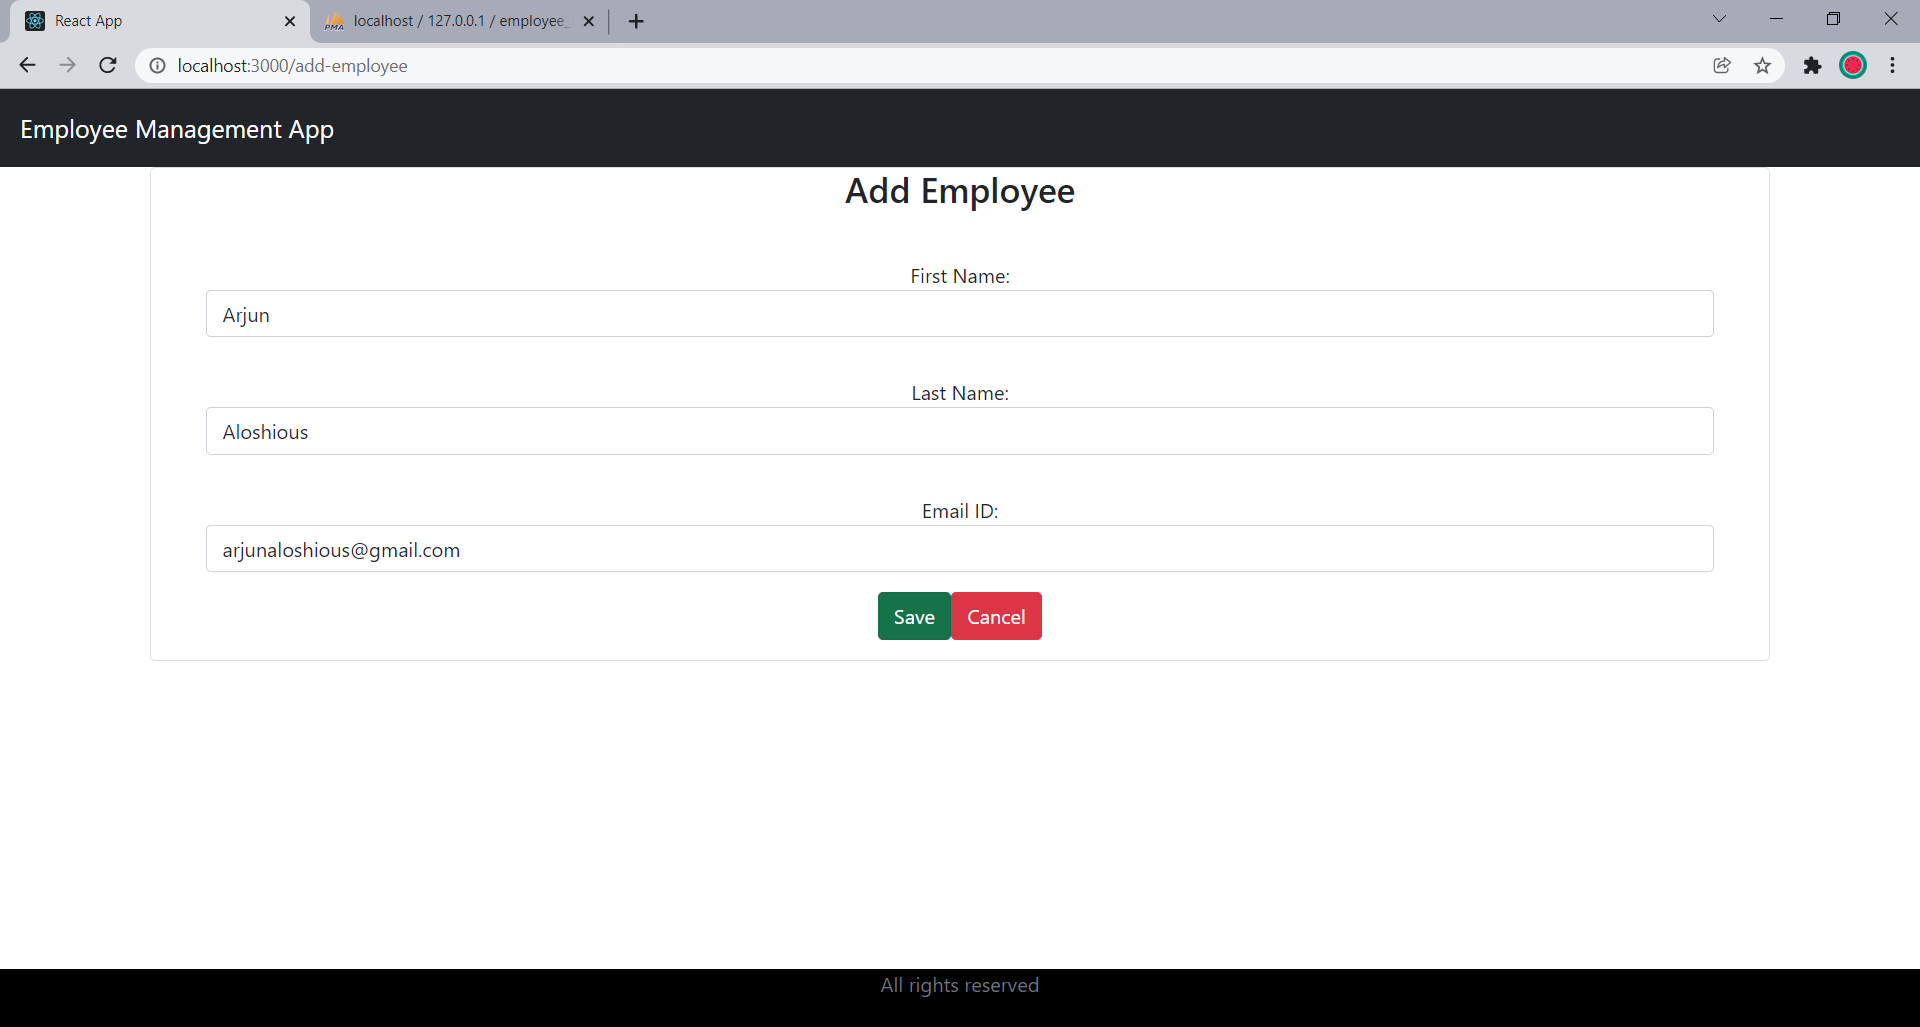 React App
PMA localhost / 127.0.0.1 / employee_
localhost:3000/add-employee
Employee Management App
Add Employee
First Name:
Arjun
Last Name:
Aloshious
Email ID:
arjunaloshious@gmail.com
Save Cancel
All rights reserved